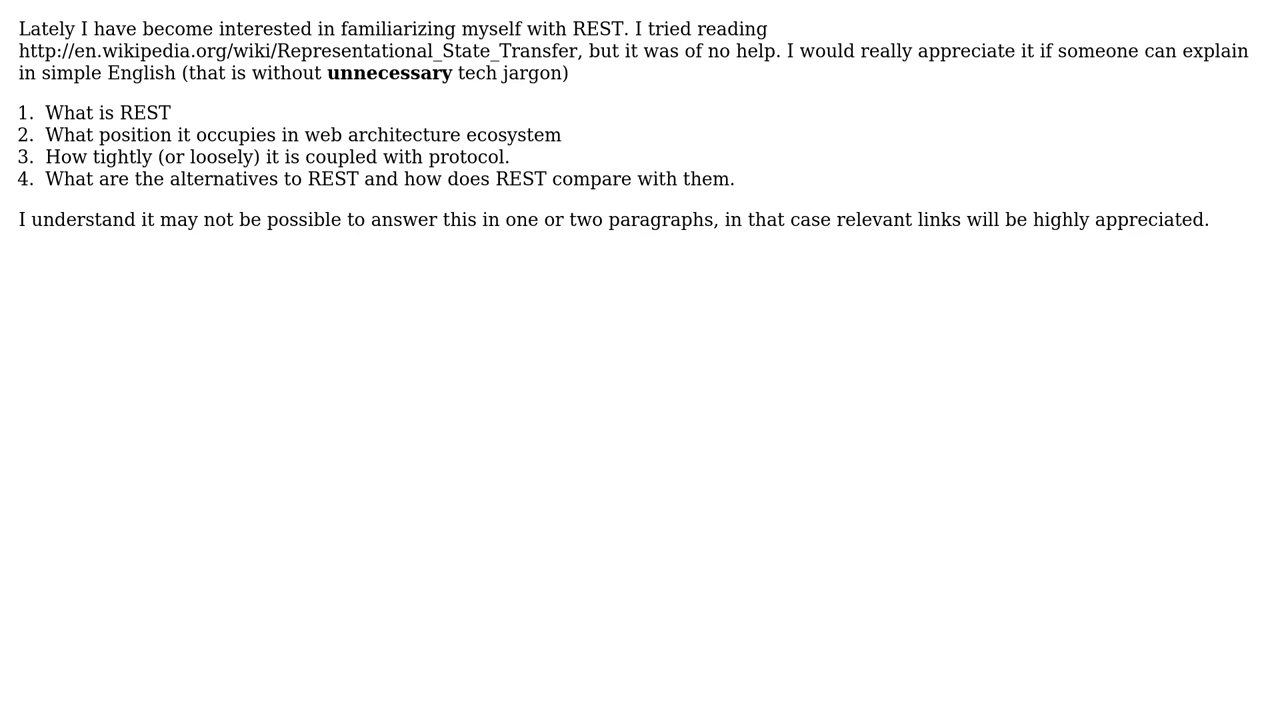 Lately I have become interested in familiarizing myself with REST. I tried reading
http://en.wikipedia.org/wiki/Representational_State_Transfer, but it was of no help. I would really appreciate it if someone can explain
in simple English (that is without unnecessary tech jargon)
1. What is REST
2. What position it occupies in web architecture ecosystem
3. How tightly (or loosely) it is coupled with protocol.
4. What are the alternatives to REST and how does REST compare with them.
I understand it may not be possible to answer this in one or two paragraphs, in that case relevant links will be highly appreciated.